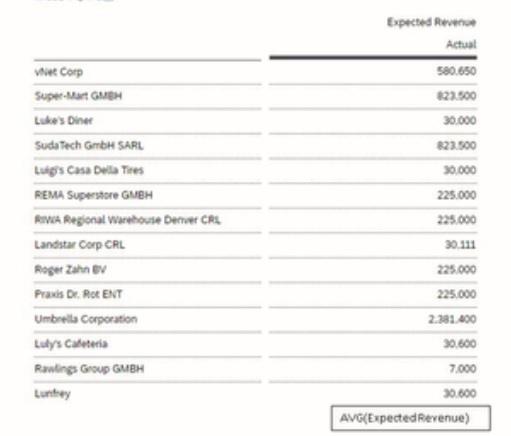 Expected Revenue
Actual
vNet Corp 580.650
Super-Mart GMBH 823.500
Luke's Diner 30.000
SudaTech GmbH SARL 823.500
Luigi's Casa Della Tires 30.000
REMA Superstore GMBH 225.000
RIWA Regional Warehouse Denver CRL 225.000
Landstar Corp CRL 30.111
Roger Zahn BV 225.000
Praxis Dr. Rot ENT 225.000
Umbrella Corporation 2.381.400
Luly's Cafeteria 30.600
Rawlings Group GMBH 7.000
Lunfrey 30.600
AVG(ExpectedRevenue)